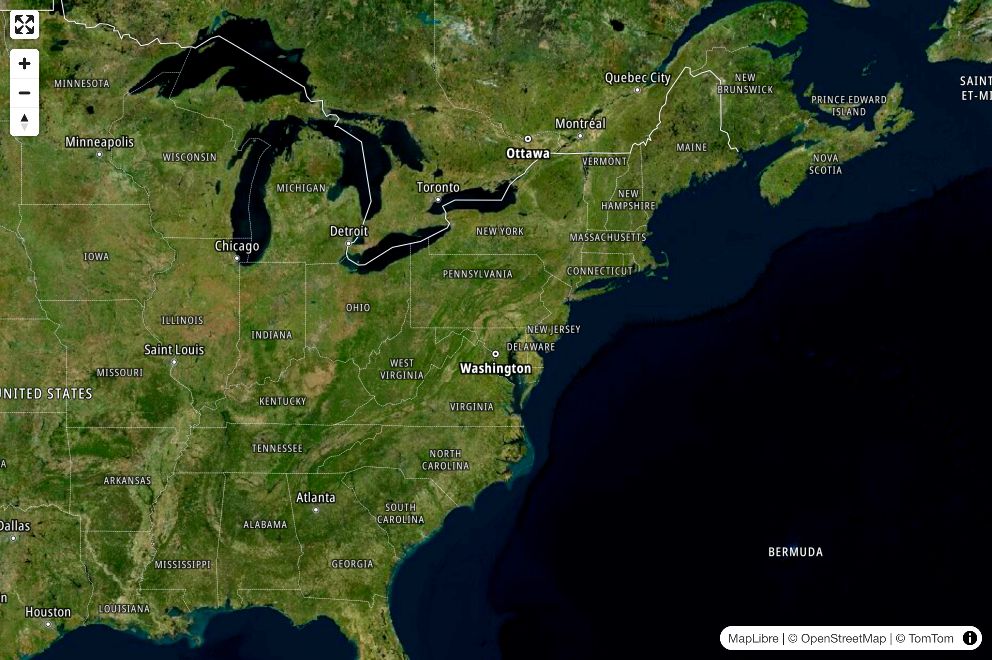 Quebec City
MINNESOTA
NEW
BRUNSWICK
SAINT
ET-MI
PRINCE EDWARD
ISLAND
Montréal
Minneapolis
Ottawa
WISCONSIN
VERMONT
MAINE
NOVA
SCOTIA
MICHIGAN
Toronto
NEW
HAMPSHIRE
Detroit
NEW YORK
MASSACHUSETTS
Chicago
IOWA
PENNSYLVANIA
CONNECTICUT
OHIO
ILLINOIS
INDIANA
NEW JERSEY
DELAWARE
Saint Louis
WEST
VIRGINIA
Washington
MISSOURI
UNITED STATES
KENTUCKY
VIRGINIA
TENNESSEE
NORTH
CAROLINA
A
ARKANSAS
Atlanta
SOUTH
CAROLINA
Dallas
ALABAMA
BERMUDA
MISSISSIPPI
GEORGIA
n
Houston
LOUISIANA
MapLibre | © OpenStreetMap | © TomTom